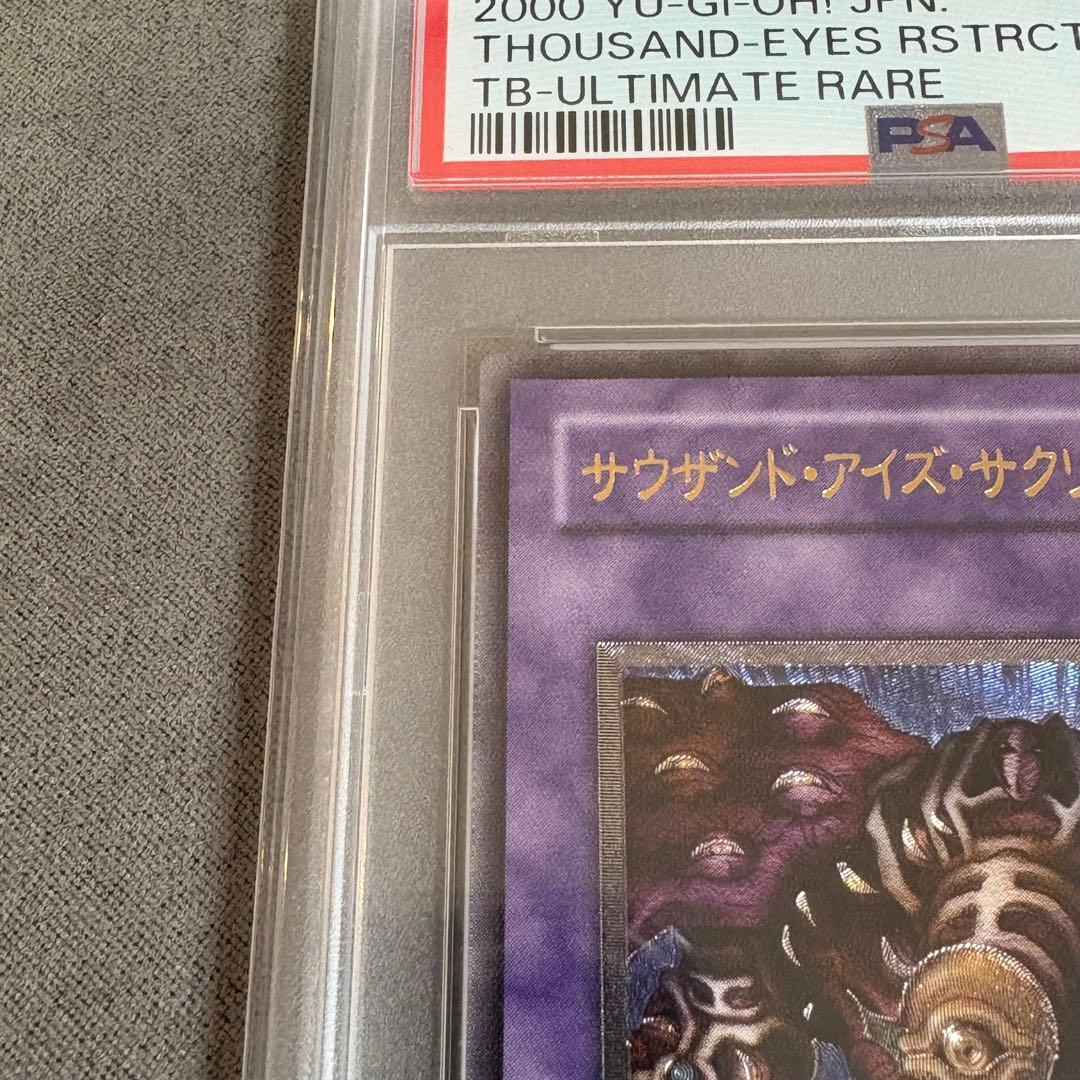 2000 YU-GI-OH! JPN.
THOUSAND-EYES RSTRCT
TB-ULTIMATE RARE
PSA
サウザンド・アイズ・サクリ